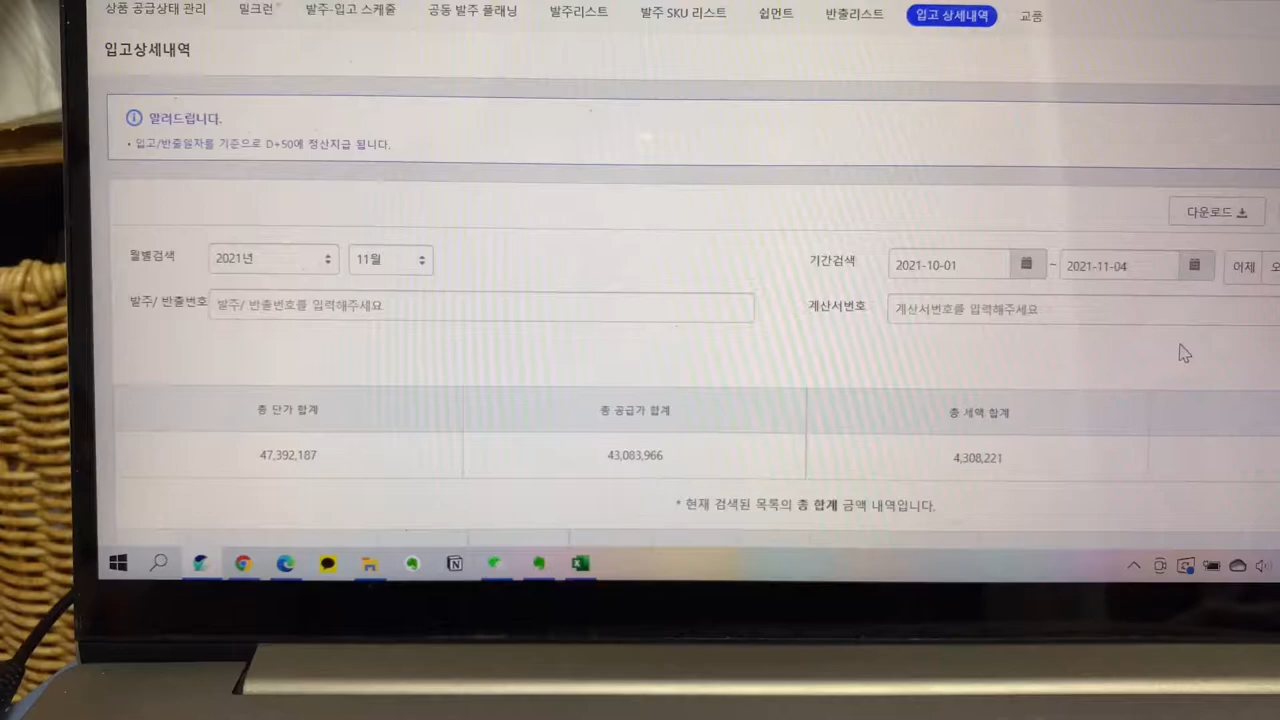 상품 공급상태 관리 밀크런 발주-입고 스케쥴 공동 발주 플래닝 발주리스트 발주 SKU 리스트 쉽먼트 반출리스트 입고 상세내역 교품
입고상세내역
알려드립니다.
• 입고/반출일자를 기준으로 D+50에 정산지급 됩니다.
다운로드
월별검색 2021년 11월 기간검색 2021-10-01 ~ 2021-11-04 어제
발주/ 반출번호 발주/ 반출번호를 입력해주세요 계산서번호 계산서번호를 입력해주세요
총 단가 합계 총 공급가 합계 총 세액 합계
47,392,187 43,083,966 4,308,221
* 현재 검색된 목록의 총 합계 금액 내역입니다.